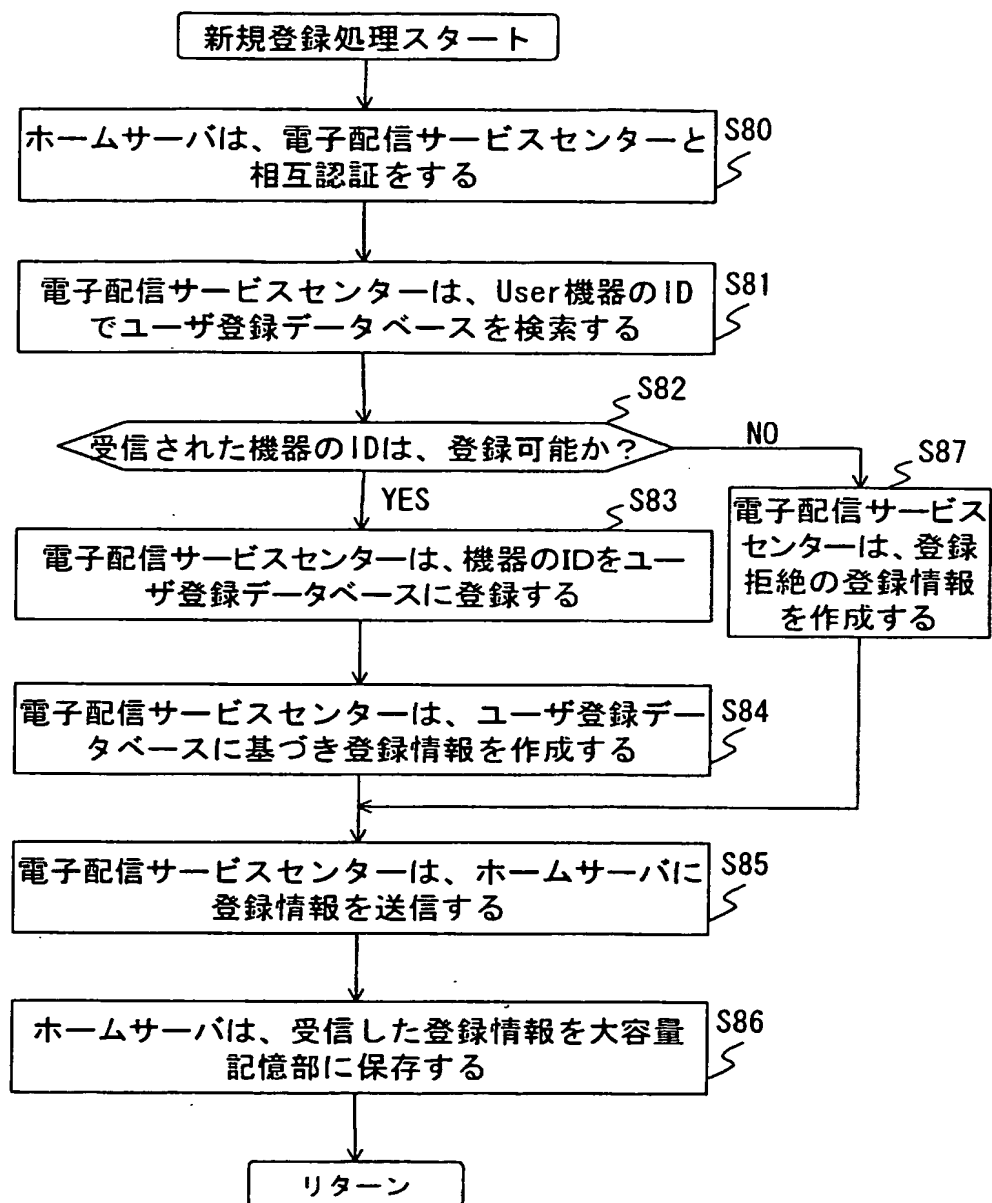 新規登録処理スタート
ホームサーバは、電子配信サービスセンターと
相互認証をする
S80
電子配信サービスセンターは、User機器のID
でユーザ登録データベースを検索する
S81
S82
受信された機器のIDは、登録可能か？
NO
YES
S87
電子配信サービス
センターは、登録
拒絶の登録情報
を作成する
S83
電子配信サービスセンターは、機器のIDをユー
ザ登録データベースに登録する
電子配信サービスセンターは、ユーザ登録デー
タベースに基づき登録情報を作成する
S84
電子配信サービスセンターは、ホームサーバに
登録情報を送信する
S85
ホームサーバは、受信した登録情報を大容量
記憶部に保存する
S86
リターン